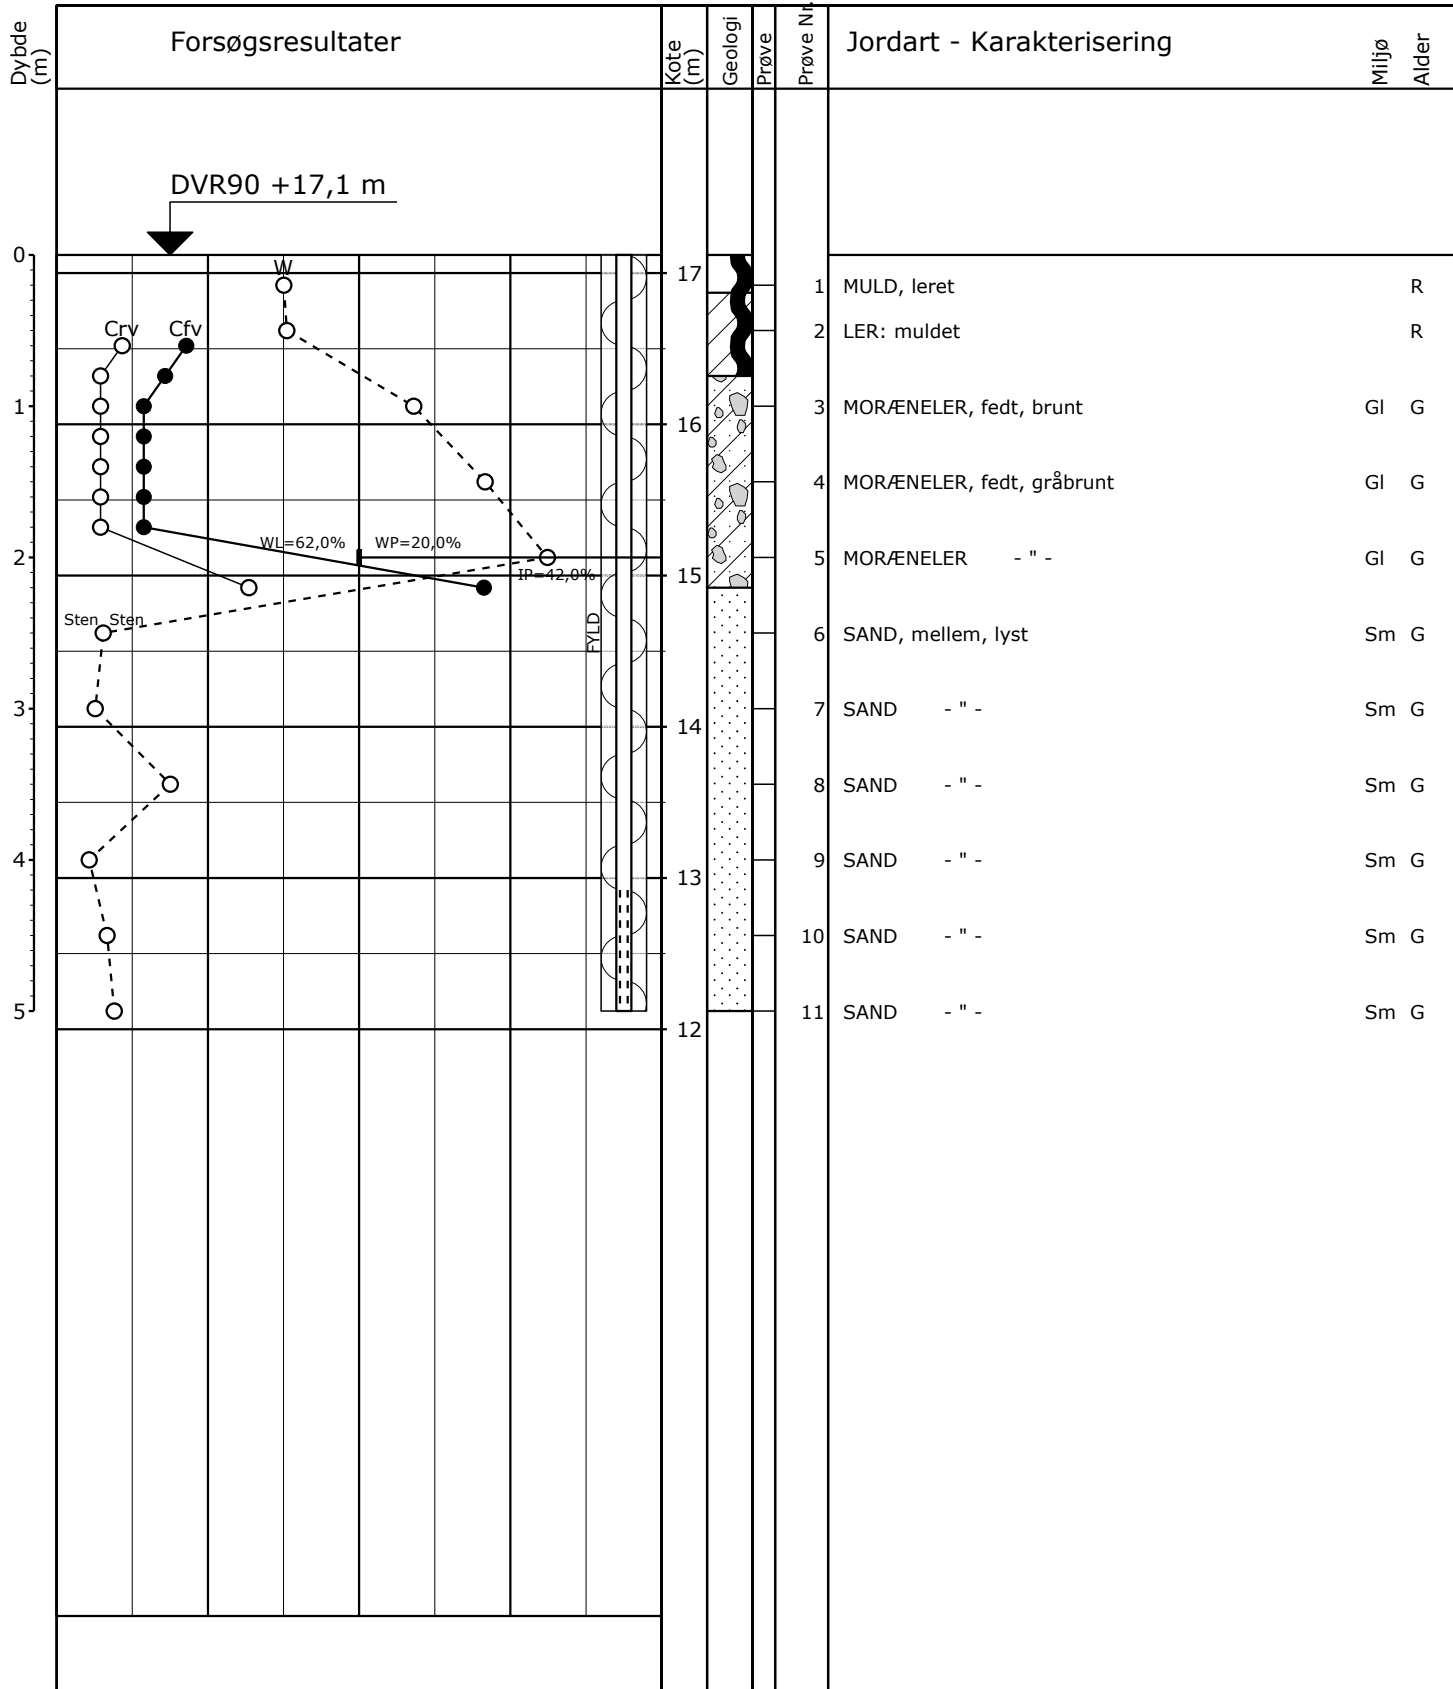 Dybde (m)
Forsøgsresultater
Kote (m)
Geologi
Prøve
Prøve Nr.
Jordart - Karakterisering
Miljø
Alder
DVR90 +17,1 m
0
W
17
1 MULD, leret R
Crv Cfv
2 LER: muldet R
1
3 MORÆNELER, fedt, brunt Gl G
16
4 MORÆNELER, fedt, gråbrunt Gl G
WL=62,0% WP=20,0%
2
5 MORÆNELER - " - Gl G
IP=42,0%
15
Sten Sten
FYLD
6 SAND, mellem, lyst Sm G
3
7 SAND - " - Sm G
14
8 SAND - " - Sm G
4
9 SAND - " - Sm G
13
10 SAND - " - Sm G
5
11 SAND - " - Sm G
12